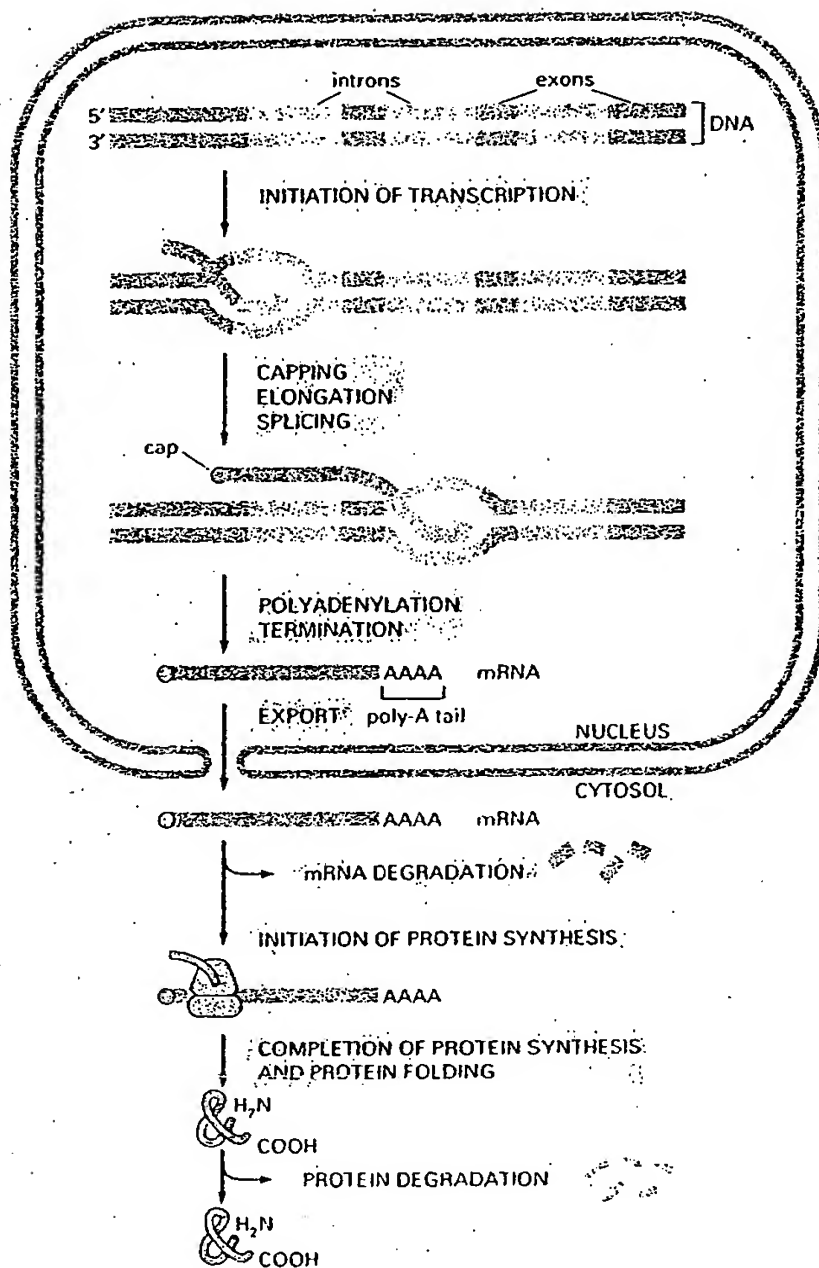 introns exons
5′
3′
DNA
INITIATION OF TRANSCRIPTION
CAPPING
ELONGATION
SPLICING
cap
POLYADENYLATION
TERMINATION
AAAA mRNA
EXPORT poly-A tail
NUCLEUS
CYTOSOL
AAAA mRNA
mRNA DEGRADATION
INITIATION OF PROTEIN SYNTHESIS
AAAA
COMPLETION OF PROTEIN SYNTHESIS
AND PROTEIN FOLDING
H₂N
COOH
PROTEIN DEGRADATION
H₂N
COOH